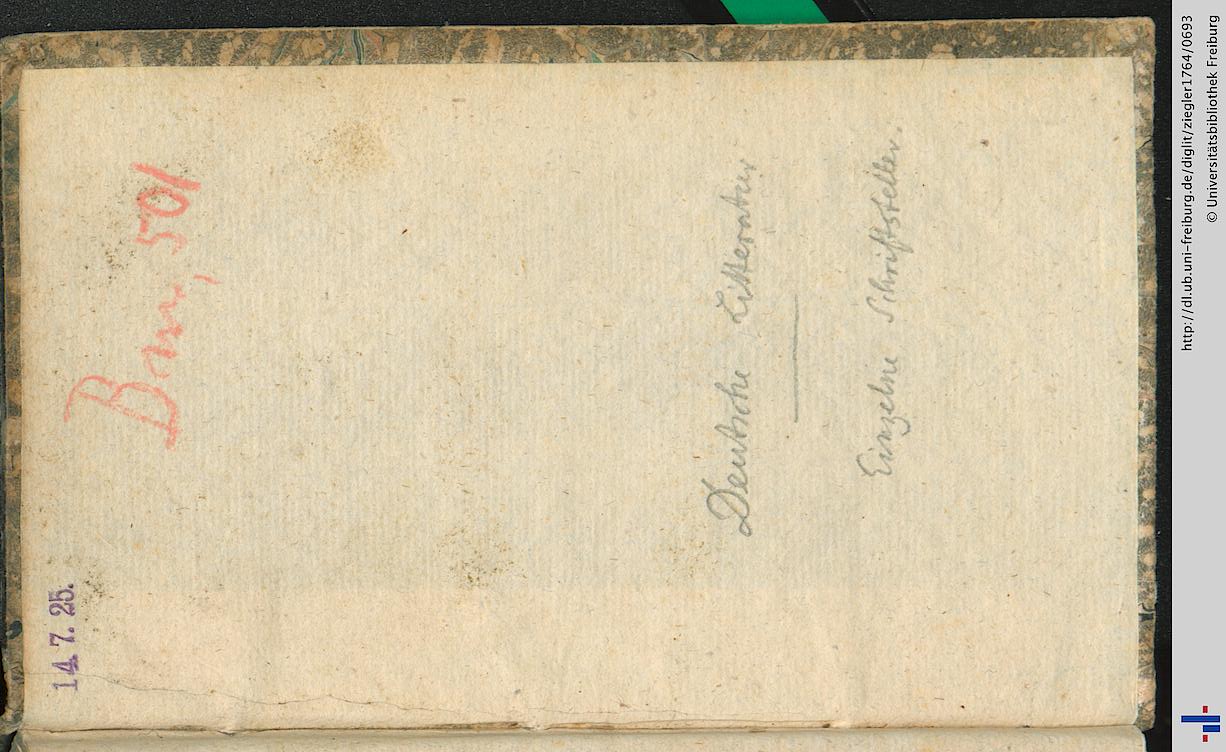 14. 7. 25.
501
Deutsche Litteratur
Einzelne Schriftsteller.
http://dl.ub.uni-freiburg.de/diglit/ziegler1764/0693
© Universitätsbibliothek Freiburg